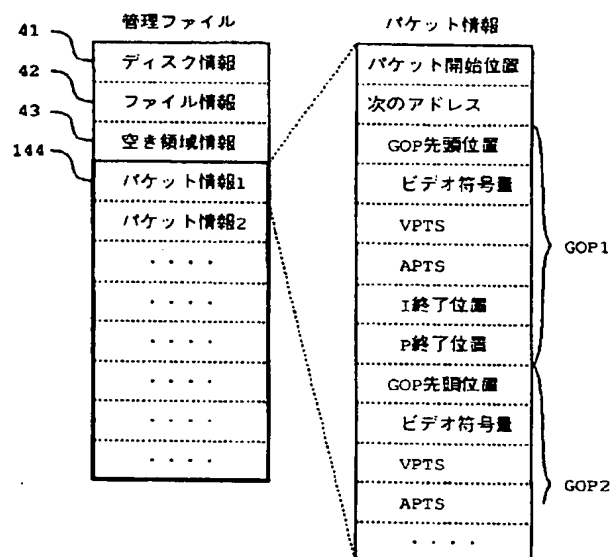 管理ファイル
41
ディスク情報
42
ファイル情報
43
空き領域情報
144
パケット情報1
パケット情報2
・・・・
・・・・
・・・・
・・・・
・・・・
・・・・
パケット情報
パケット開始位置
次のアドレス
GOP先頭位置
ビデオ符号量
VPTS
APTS
I終了位置
P終了位置
GOP1
GOP先頭位置
ビデオ符号量
VPTS
APTS
・・・・
GOP2